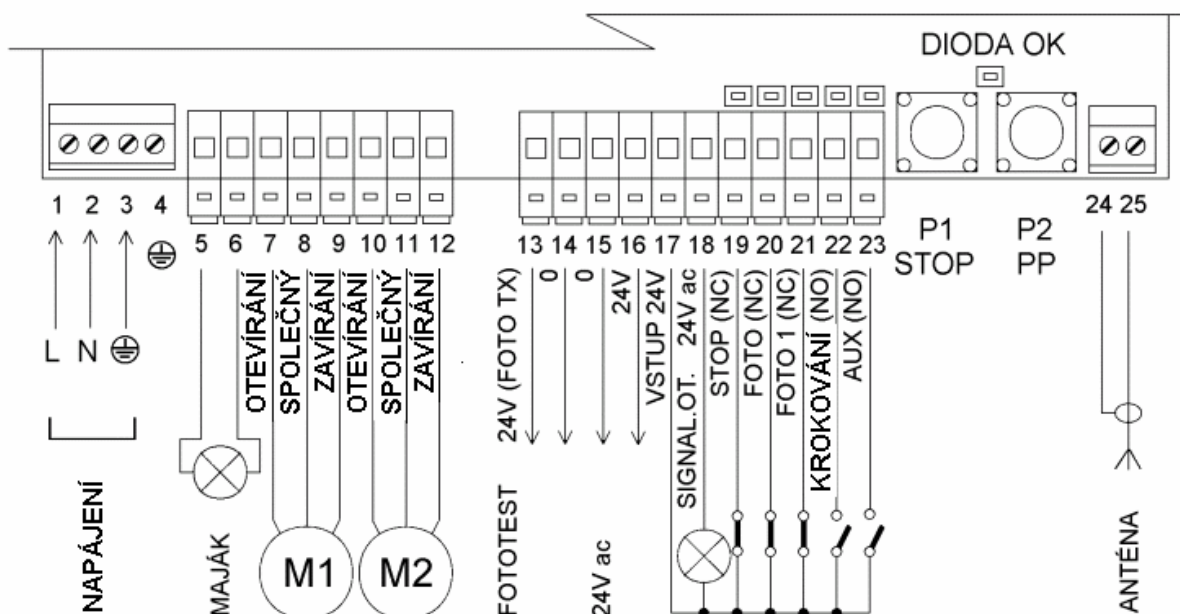 DIODA OK
1 2 3 4
5 6 7 8 9 10 11 12
13 14 15 16 17 18 19 20 21 22 23
24 25
P1
STOP
P2
PP
L N
OTEVÍRÁNÍ
SPOLEČNÝ
ZAVÍRÁNÍ
OTEVÍRÁNÍ
SPOLEČNÝ
ZAVÍRÁNÍ
24V (FOTO TX)
0
0
24V
VSTUP 24V
SIGNAL.OT. 24V ac
STOP (NC)
FOTO (NC)
FOTO 1 (NC)
KROKOVÁNÍ (NO)
AUX (NO)
NAPÁJENÍ
MAJÁK
M1
M2
FOTOTEST
24V ac
ANTÉNA